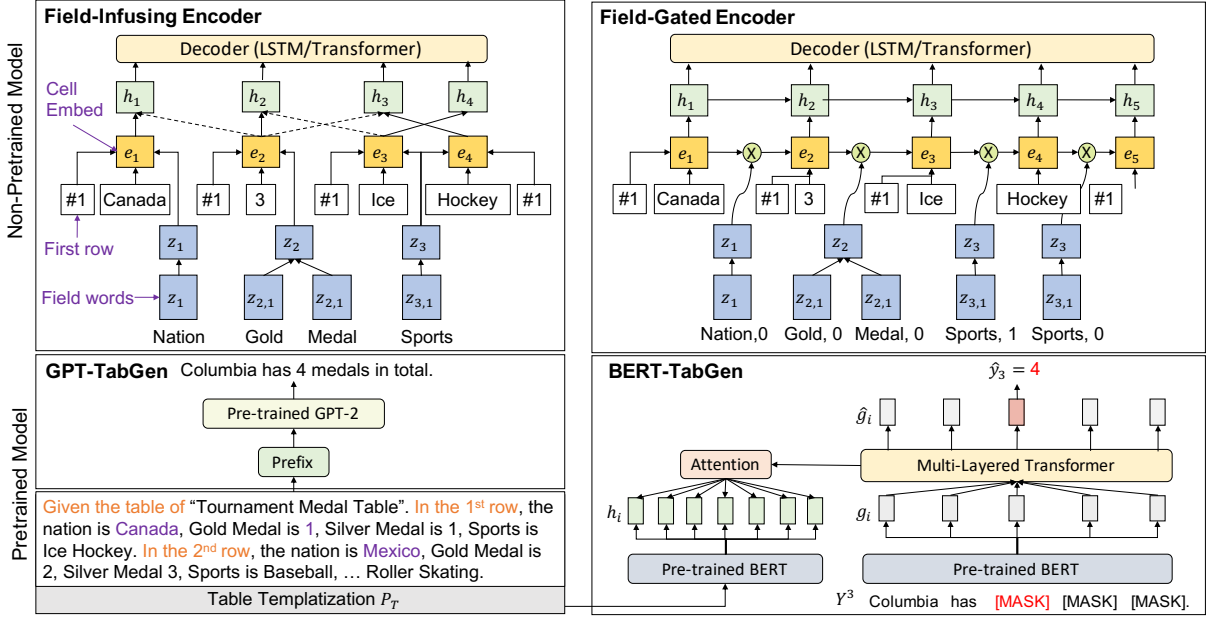 Non-Pretrained Model
Field-Infusing Encoder
Decoder (LSTM/Transformer)
h₁ h₂ h₃ h₄
Cell
Embed
e₁ e₂ e₃ e₄
#1 Canada #1 3 #1 Ice Hockey #1
First row
z₁ z₂ z₃
Field words
z₁ z₂,₁ z₂,₁ z₃,₁
Nation Gold Medal Sports
Field-Gated Encoder
Decoder (LSTM/Transformer)
h₁ h₂ h₃ h₄ h₅
e₁ X e₂ X e₃ X e₄ X e₅
#1 Canada #1 3 #1 Ice Hockey #1
z₁ z₂ z₃ z₃
z₁ z₂,₁ z₂,₁ z₃,₁ z₃,₁
Nation,0 Gold, 0 Medal, 0 Sports, 1 Sports, 0
Pretrained Model
GPT-TabGen
Columbia has 4 medals in total.
Pre-trained GPT-2
Prefix
Given the table of “Tournament Medal Table”. In the 1st row, the
nation is Canada, Gold Medal is 1, Silver Medal is 1, Sports is
Ice Hockey. In the 2nd row, the nation is Mexico, Gold Medal is
2, Silver Medal 3, Sports is Baseball, … Roller Skating.
Table Templatization P_T
BERT-TabGen
ŷ₃ = 4
ĝᵢ
Attention
Multi-Layered Transformer
hᵢ
gᵢ
Pre-trained BERT
Pre-trained BERT
Y³ Columbia has [MASK] [MASK] [MASK].